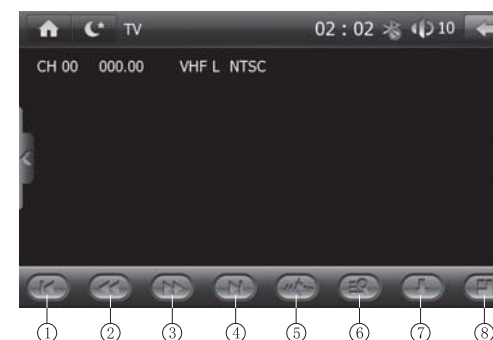 TV 02 : 02 10
CH 00 000.00 VHF L NTSC
① ② ③ ④ ⑤ ⑥ ⑦ ⑧